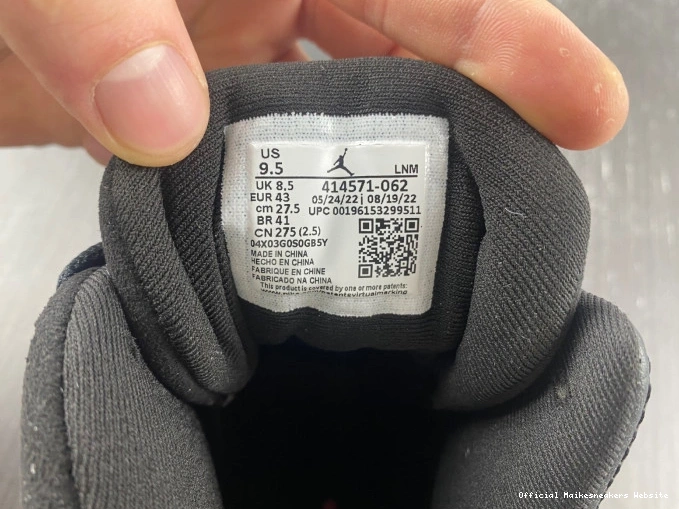 US
9.5 LNM
UK 8,5 414571-062
EUR 43 05/24/22 | 08/19/22
cm 27.5 UPC 00196153299511
BR 41
CN 275 (2.5)
04X03G0S0GB5Y
MADE IN CHINA
HECHO EN CHINA
FABRIQUE EN CHINE
FABRICADO NA CHINA
This product is covered by one or more patents:
Official Maikesneakers Website